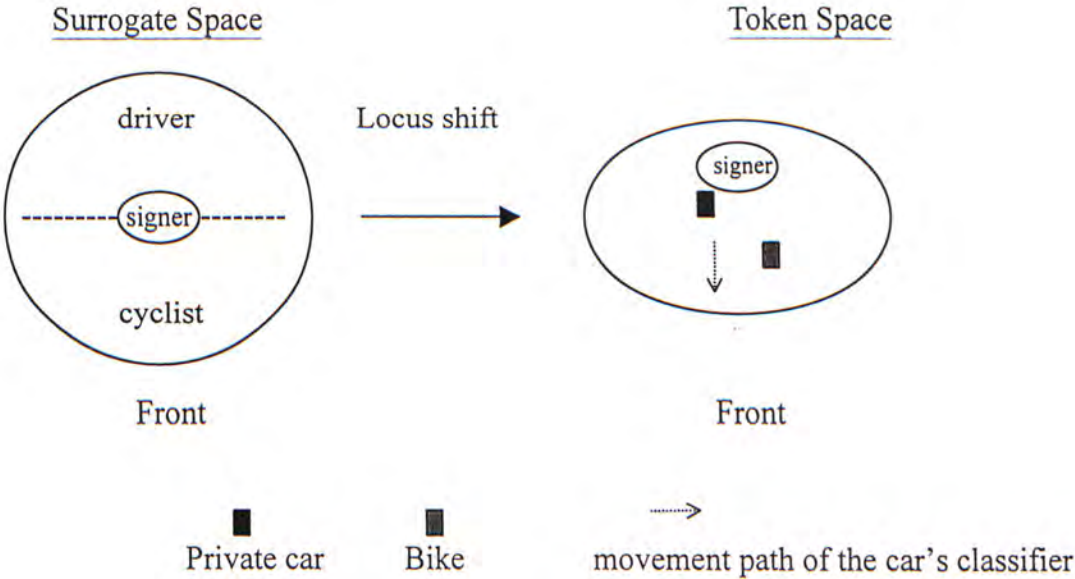 Surrogate Space
Token Space
driver
Locus shift
signer
signer
cyclist
Front
Front
Private car
Bike
movement path of the car's classifier